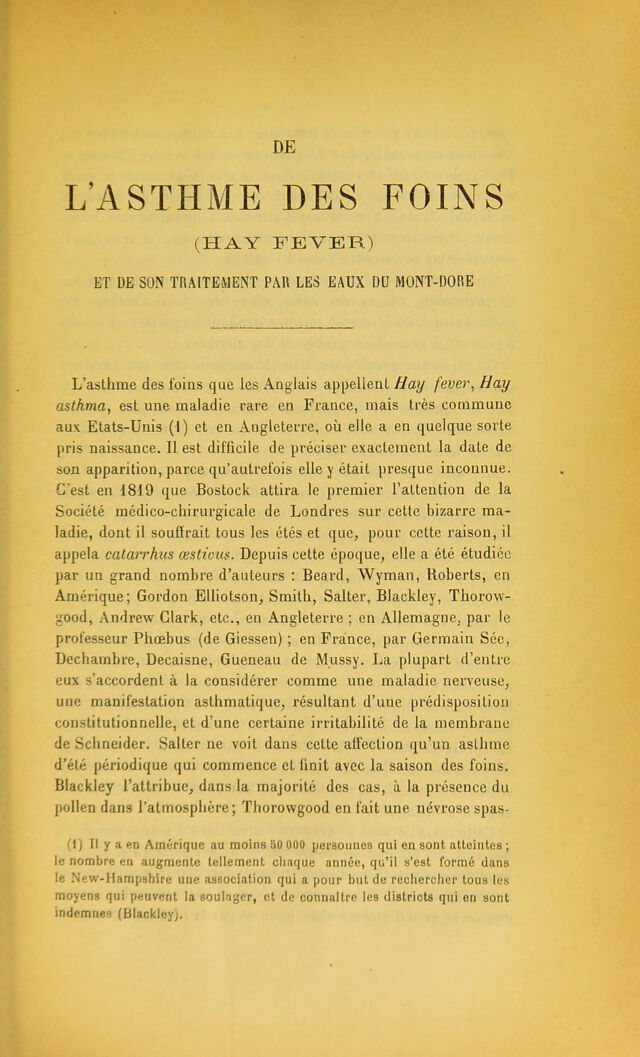 DE
L'ASTHME DES FOINS
(HAY FEVER)
ET DE SON TRAITEMENT PAR LES EAUX DU MONT-DORE
L'asthme des foins que les Anglais appellent Hay fever, Hay
asthma, est une maladie rare en France, mais très commune
aux Etats-Unis (1) et en Angleterre, où elle a en quelque sorte
pris naissance. Il est difficile de préciser exactement la date de
son apparition, parce qu'autrefois elle y était presque inconnue.
C'est en 1819 que Bostock attira le premier l'attention de la
Société médico-chirurgicale de Londres sur cette bizarre ma-
ladie, dont il souffrait tous les étés et que, pour cette raison, il
appela catarrhus œstivus. Depuis cette époque, elle a été étudiée
par un grand nombre d'auteurs : Beard, Wyman, Roberts, en
Amérique; Gordon Elliotson, Smith, Salter, Blackley, Thorow-
good, Andrew Clark, etc., en Angleterre ; en Allemagne, par le
professeur Phœbus (de Giessen) ; en France, par Germain Sée,
Dechambre, Decaisne, Gueneau de Mussy. La plupart d'entre
eux s'accordent à la considérer comme une maladie nerveuse,
une manifestation asthmatique, résultant d'une prédisposition
constitutionnelle, et d'une certaine irritabilité de la membrane
de Schneider. Salter ne voit dans cette affection qu'un asthme
d'été périodique qui commence et finit avec la saison des foins.
Blackley l'attribue, dans la majorité des cas, à la présence du
pollen dans l'atmosphère; Thorowgood en fait une névrose spas-
(1) Il y a en Amérique au moins 50 000 personnes qui en sont atteintes ;
le nombre en augmente tellement chaque année, qu'il s'est formé dans
le New-Hampshire une association qui a pour but de rechercher tous les
moyens qui peuvent la soulager, et de connaître les districts qui en sont
indemnes (Blackley).